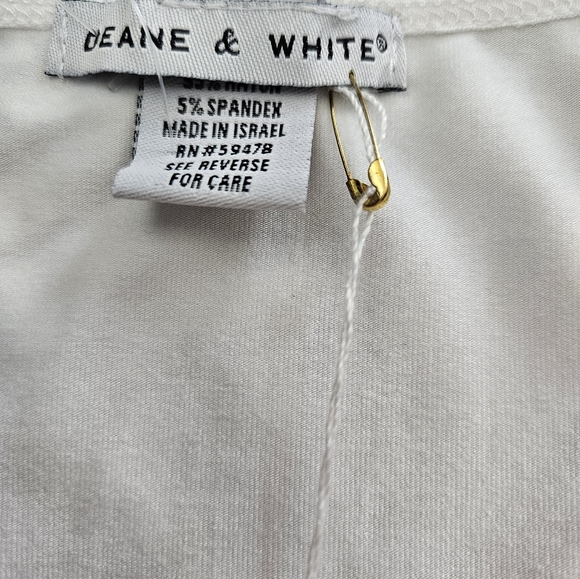 DEANE & WHITE®
5% SPANDEX
MADE IN ISRAEL
RN#59478
SEE REVERSE
FOR CARE